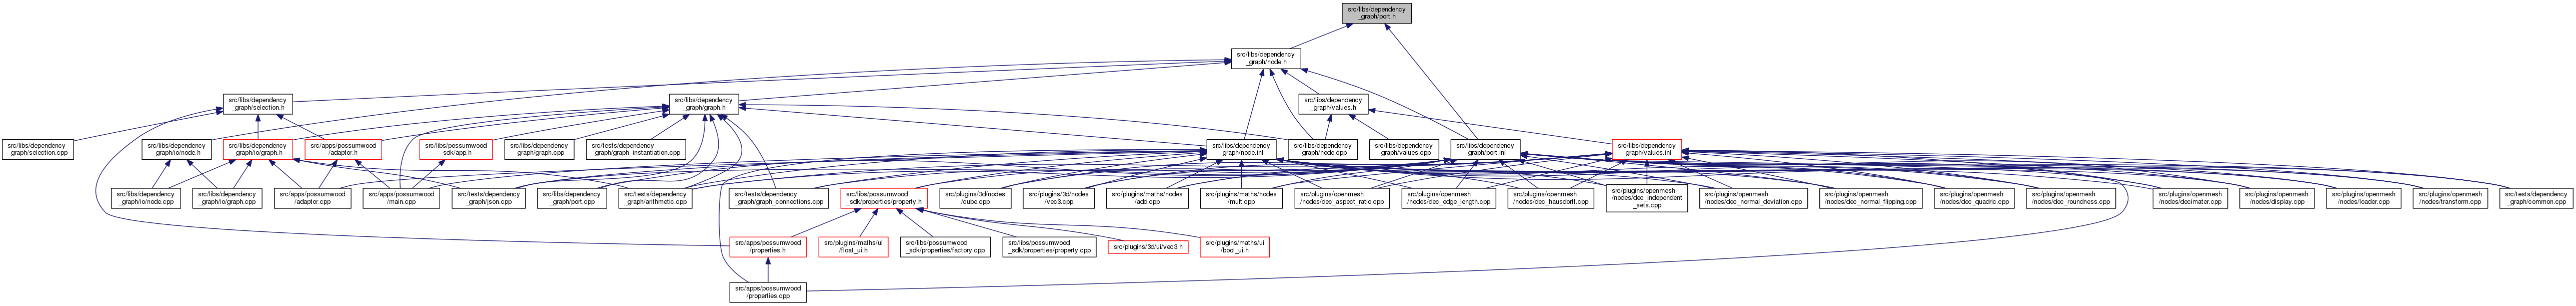 src/libs/dependency
_graph/port.h
src/libs/dependency
_graph/node.h
src/libs/dependency
_graph/selection.h
src/libs/dependency
_graph/graph.h
src/libs/dependency
_graph/values.h
src/libs/dependency
_graph/selection.cpp
src/libs/dependency
_graph/io/node.h
src/libs/dependency
_graph/io/graph.h
src/apps/possumwood
/adaptor.h
src/libs/possumwood
_sdk/app.h
src/libs/dependency
_graph/graph.cpp
src/tests/dependency
_graph/graph_instantiation.cpp
src/libs/dependency
_graph/node.inl
src/libs/dependency
_graph/node.cpp
src/libs/dependency
_graph/values.cpp
src/libs/dependency
_graph/port.inl
src/libs/dependency
_graph/values.inl
src/libs/dependency
_graph/io/node.cpp
src/libs/dependency
_graph/io/graph.cpp
src/apps/possumwood
/adaptor.cpp
src/apps/possumwood
/main.cpp
src/tests/dependency
_graph/json.cpp
src/libs/dependency
_graph/port.cpp
src/tests/dependency
_graph/arithmetic.cpp
src/tests/dependency
_graph/graph_connections.cpp
src/libs/possumwood
_sdk/properties/property.h
src/plugins/3d/nodes
/cube.cpp
src/plugins/3d/nodes
/vec3.cpp
src/plugins/maths/nodes
/add.cpp
src/plugins/maths/nodes
/mult.cpp
src/plugins/openmesh
/nodes/dec_aspect_ratio.cpp
src/plugins/openmesh
/nodes/dec_edge_length.cpp
src/plugins/openmesh
/nodes/dec_hausdorff.cpp
src/plugins/openmesh
/nodes/dec_independent
_sets.cpp
src/plugins/openmesh
/nodes/dec_normal_deviation.cpp
src/plugins/openmesh
/nodes/dec_normal_flipping.cpp
src/plugins/openmesh
/nodes/dec_quadric.cpp
src/plugins/openmesh
/nodes/dec_roundness.cpp
src/plugins/openmesh
/nodes/decimater.cpp
src/plugins/openmesh
/nodes/display.cpp
src/plugins/openmesh
/nodes/loader.cpp
src/plugins/openmesh
/nodes/transform.cpp
src/tests/dependency
_graph/common.cpp
src/apps/possumwood
/properties.h
src/plugins/maths/ui
/float_ui.h
src/libs/possumwood
_sdk/properties/factory.cpp
src/libs/possumwood
_sdk/properties/property.cpp
src/plugins/3d/ui/vec3.h
src/plugins/maths/ui
/bool_ui.h
src/apps/possumwood
/properties.cpp